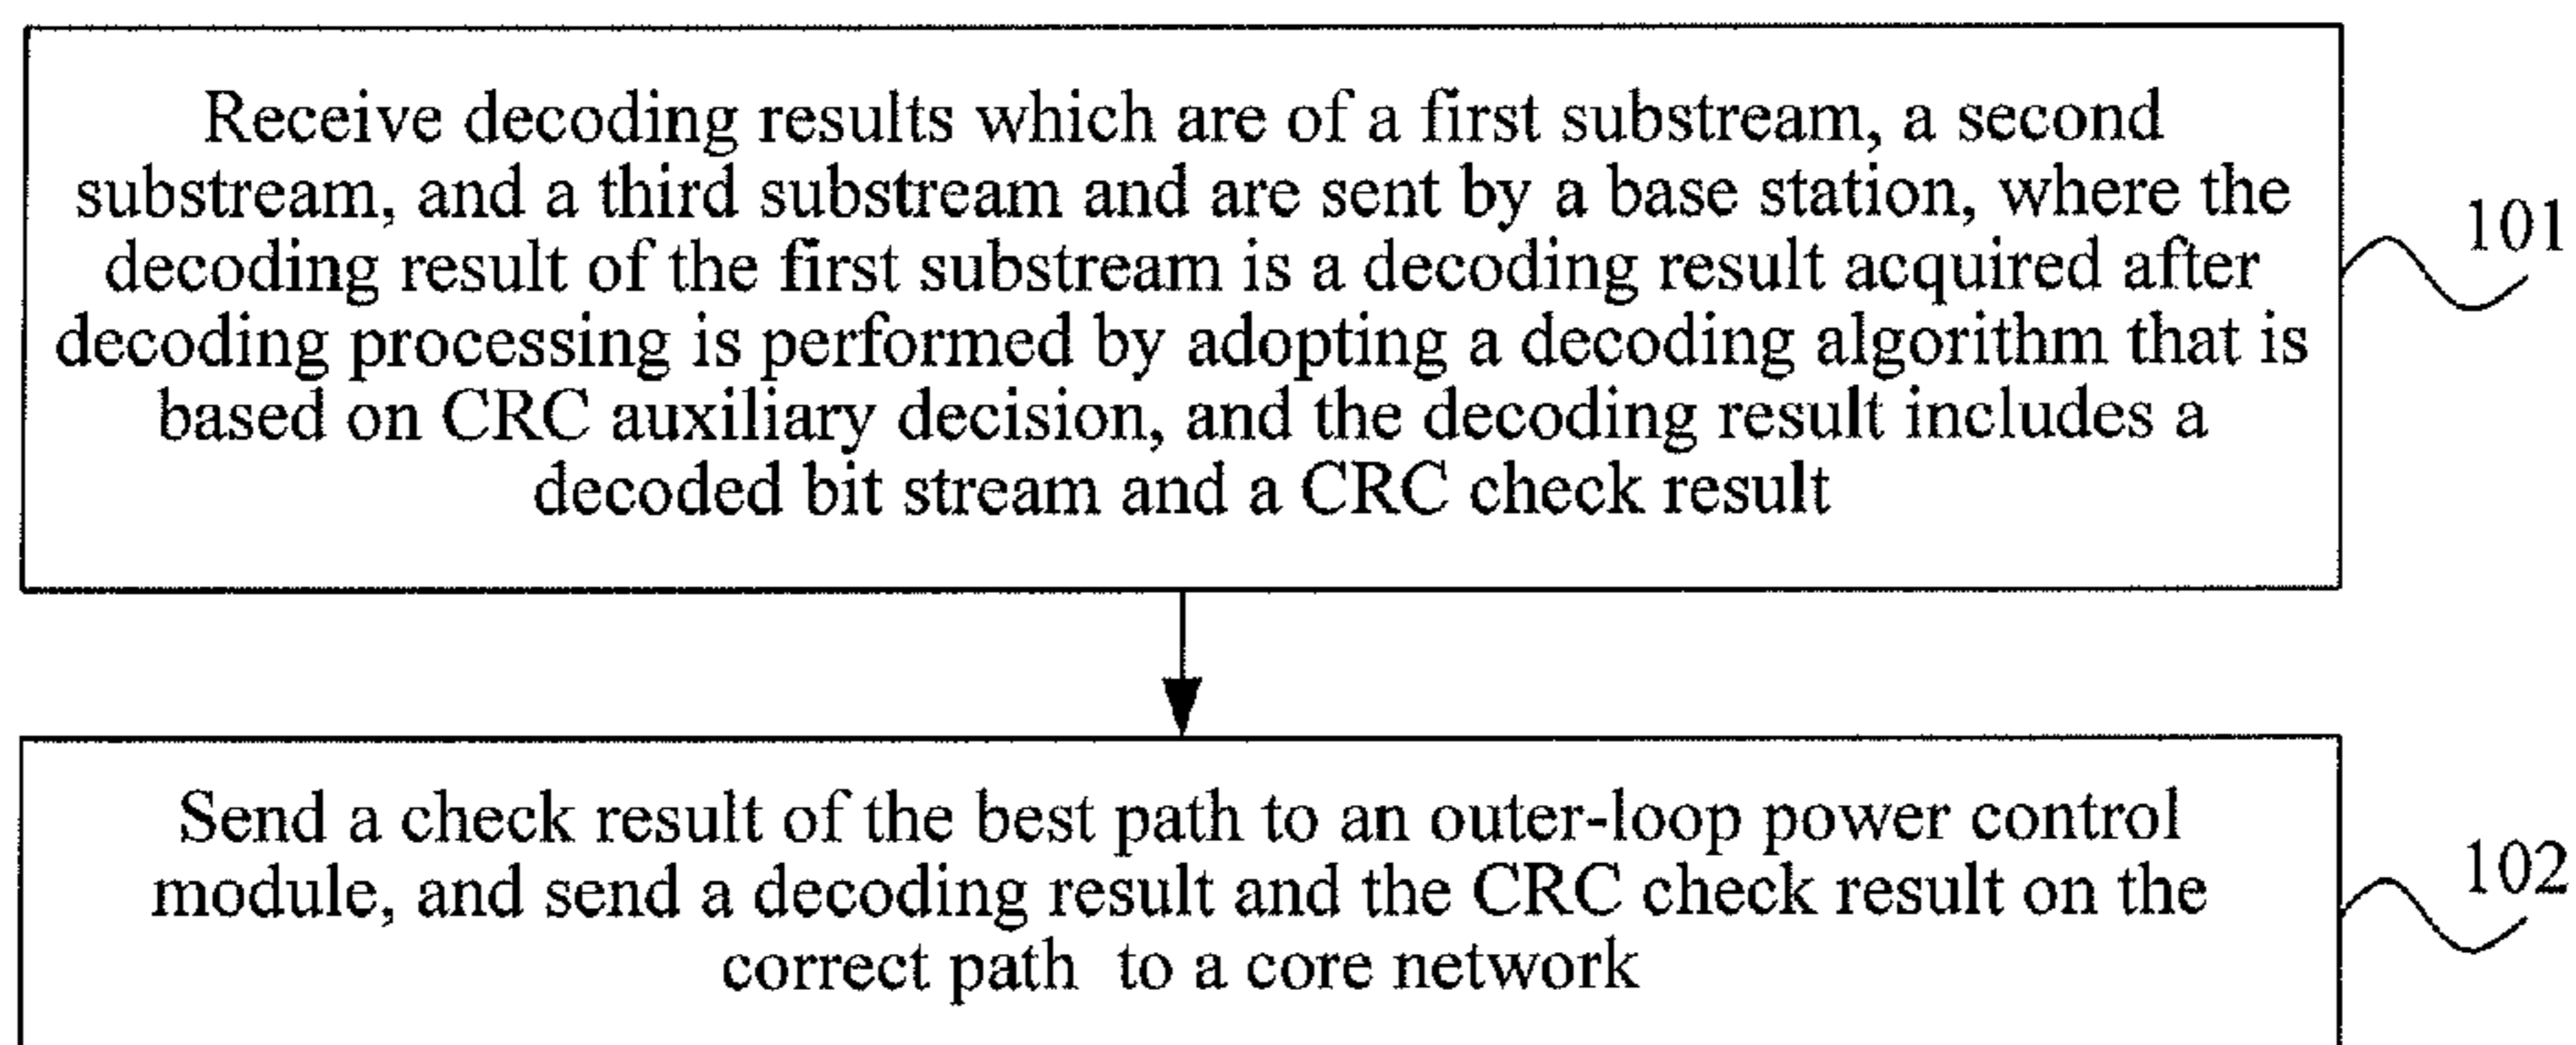 Receive decoding results which are of a first substream, a second
substream, and a third substream and are sent by a base station, where the
decoding result of the first substream is a decoding result acquired after
decoding processing is performed by adopting a decoding algorithm that is
based on CRC auxiliary decision, and the decoding result includes a
decoded bit stream and a CRC check result
101
Send a check result of the best path to an outer-loop power control
module, and send a decoding result and the CRC check result on the
correct path to a core network
102